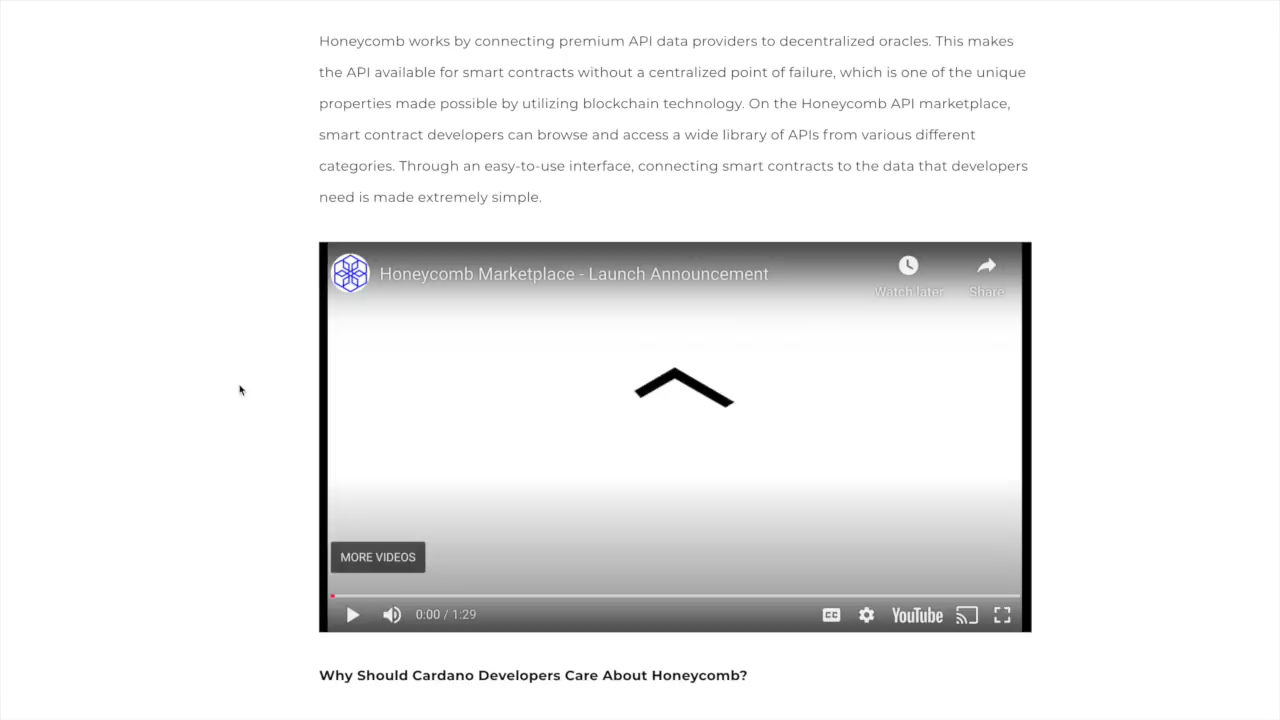 Honeycomb works by connecting premium API data providers to decentralized oracles. This makes
the API available for smart contracts without a centralized point of failure, which is one of the unique
properties made possible by utilizing blockchain technology. On the Honeycomb API marketplace,
smart contract developers can browse and access a wide library of APIs from various different
categories. Through an easy-to-use interface, connecting smart contracts to the data that developers
need is made extremely simple.
Honeycomb Marketplace - Launch Announcement
Watch later
Share
MORE VIDEOS
0:00 / 1:29
CC
YouTube
Why Should Cardano Developers Care About Honeycomb?